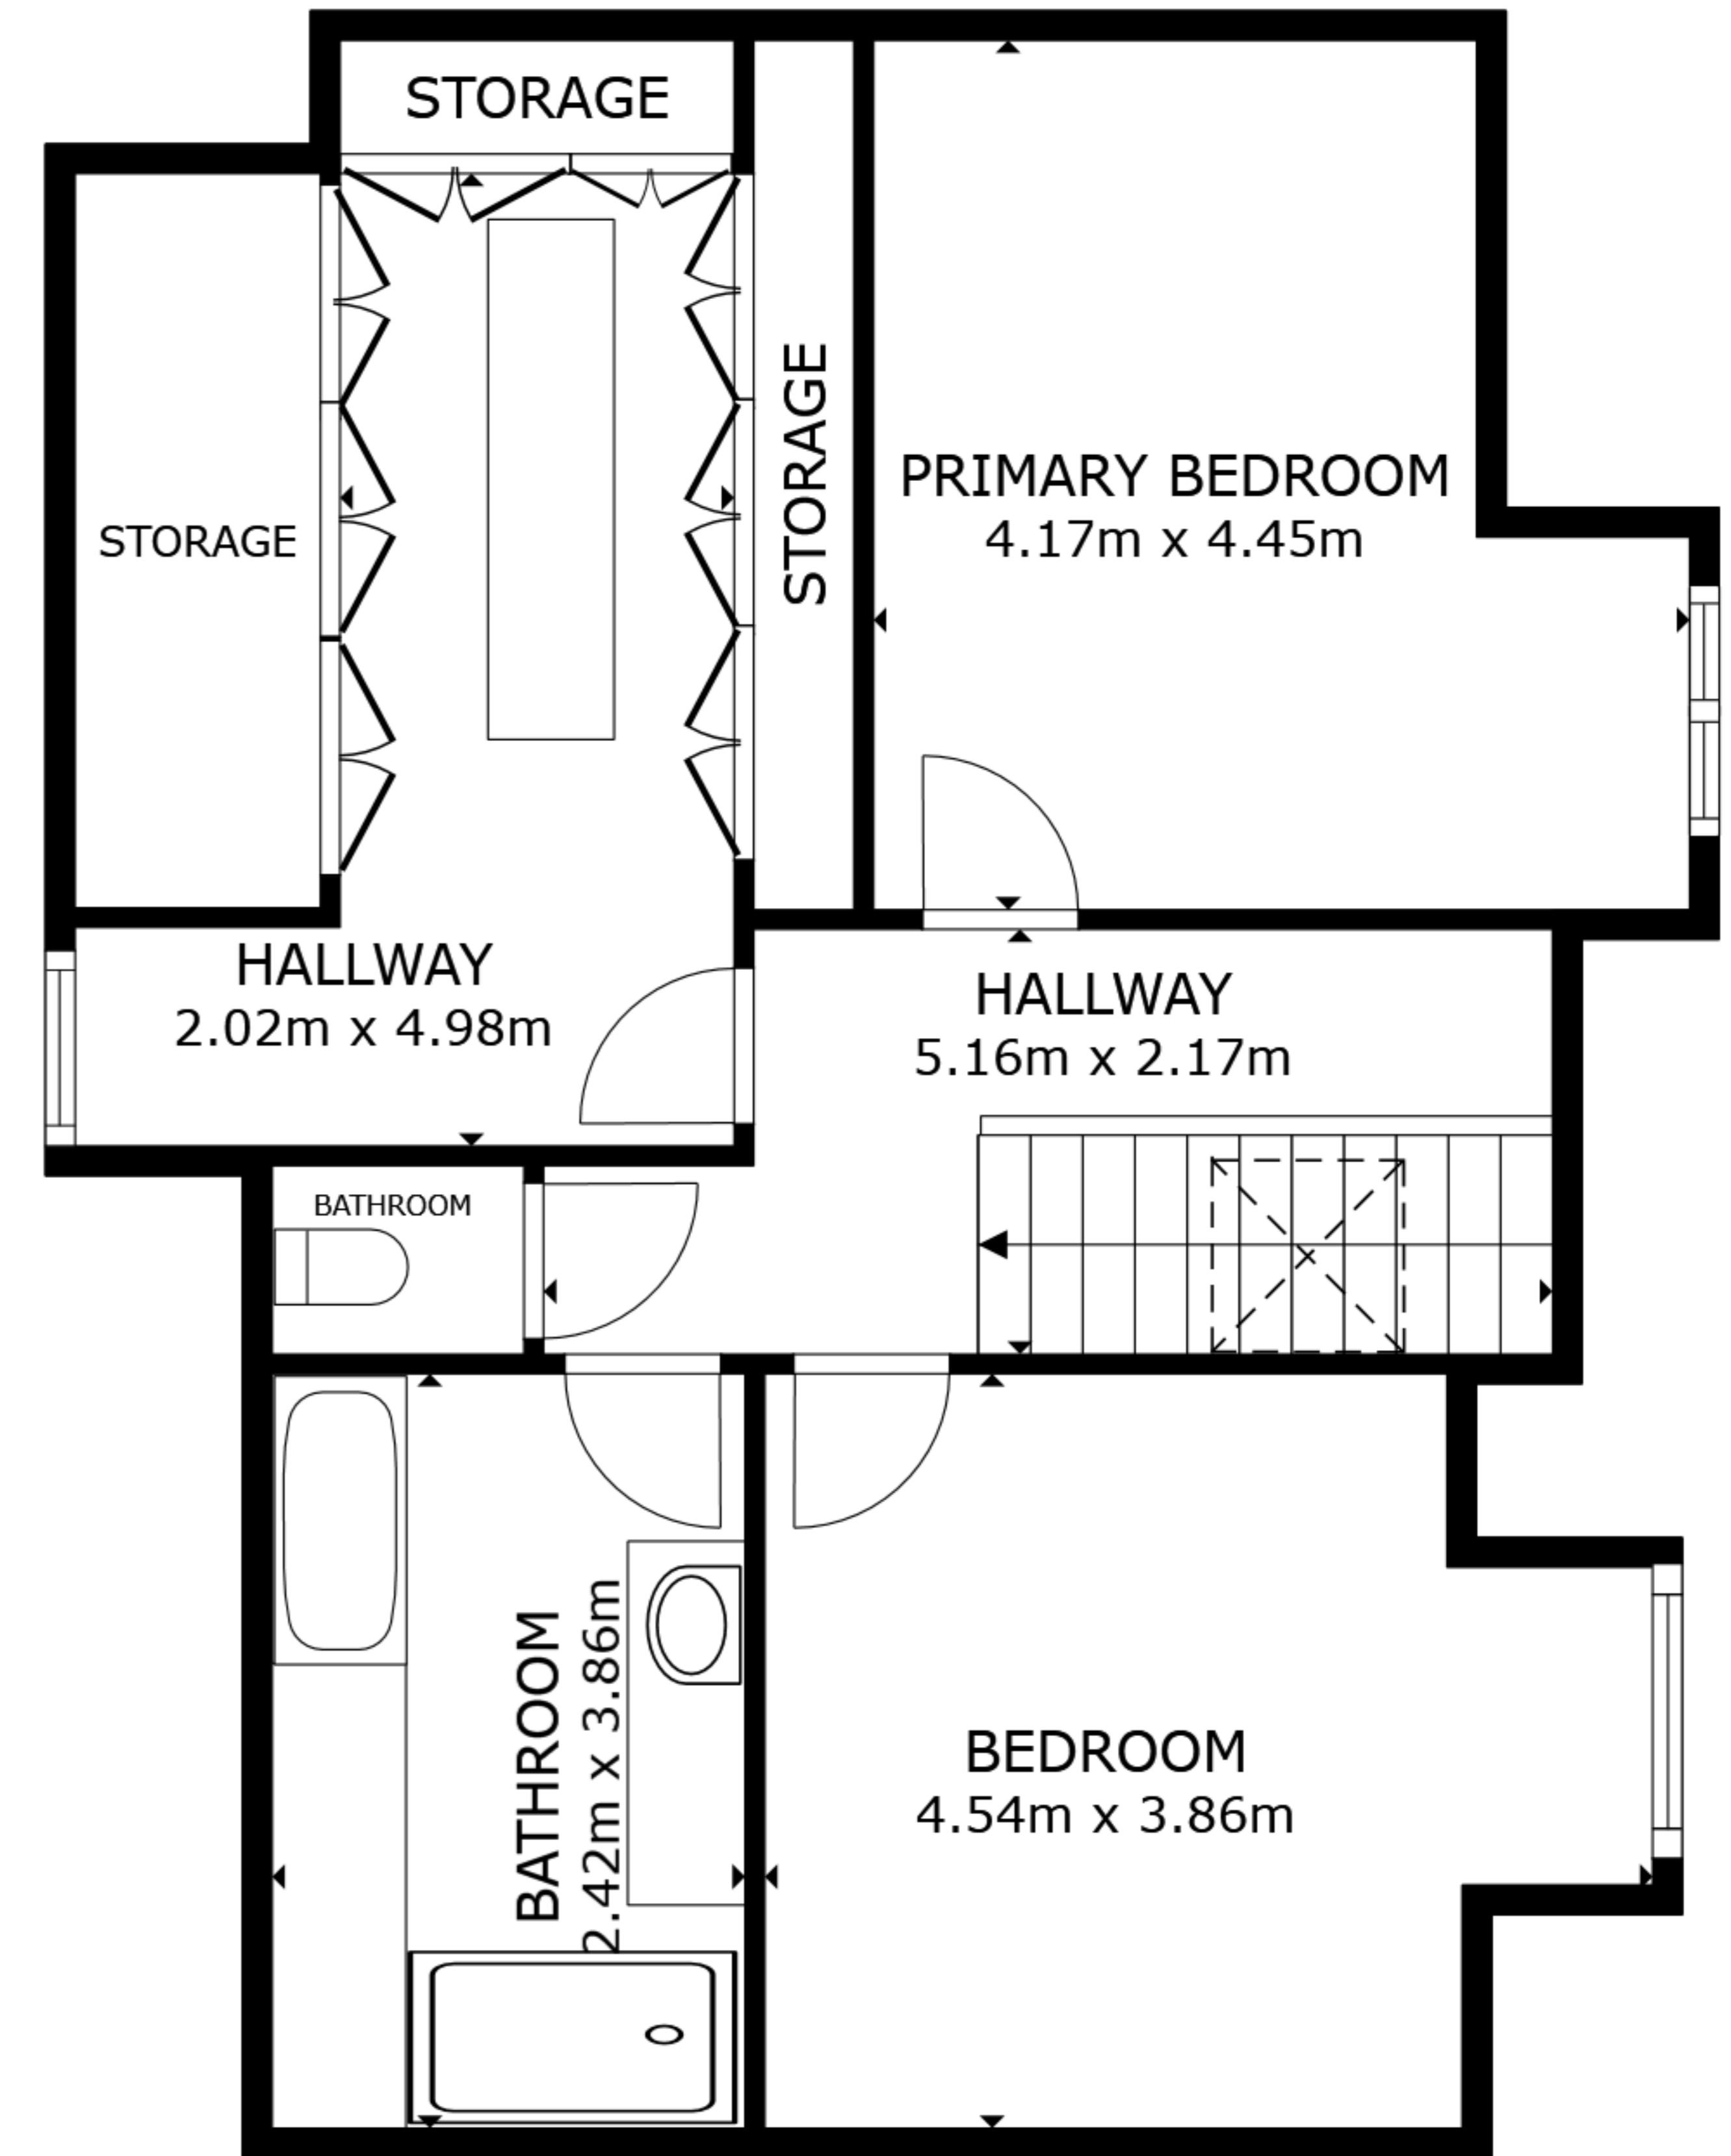 STORAGE
STORAGE
STORAGE
PRIMARY BEDROOM
4.17m x 4.45m
HALLWAY
2.02m x 4.98m
HALLWAY
5.16m x 2.17m
BATHROOM
BATHROOM
2.42m x 3.86m
BEDROOM
4.54m x 3.86m